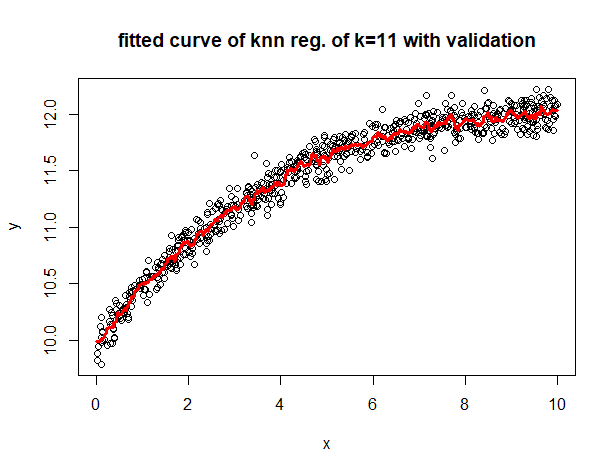 fitted curve of knn reg. of k=11 with validation
12.0
11.5
11.0
10.5
10.0
y
0 2 4 6 8 10
x